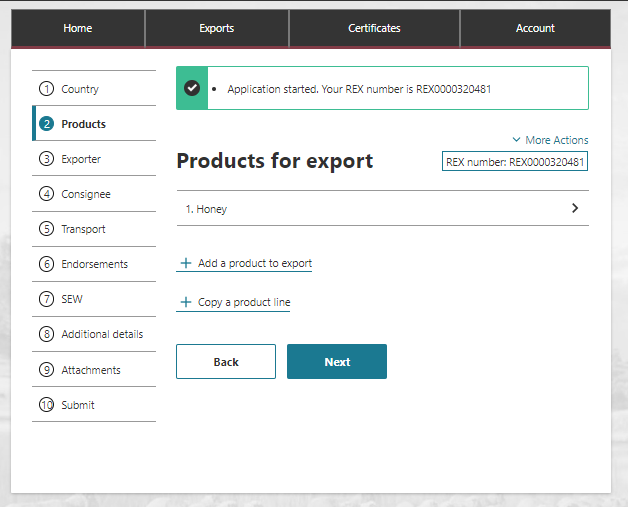 Home Exports Certificates Account
1 Country
2 Products
3 Exporter
4 Consignee
5 Transport
6 Endorsements
7 SEW
8 Additional details
9 Attachments
10 Submit
• Application started. Your REX number is REX0000320481
More Actions
Products for export
REX number: REX0000320481
1. Honey
+ Add a product to export
+ Copy a product line
Back Next